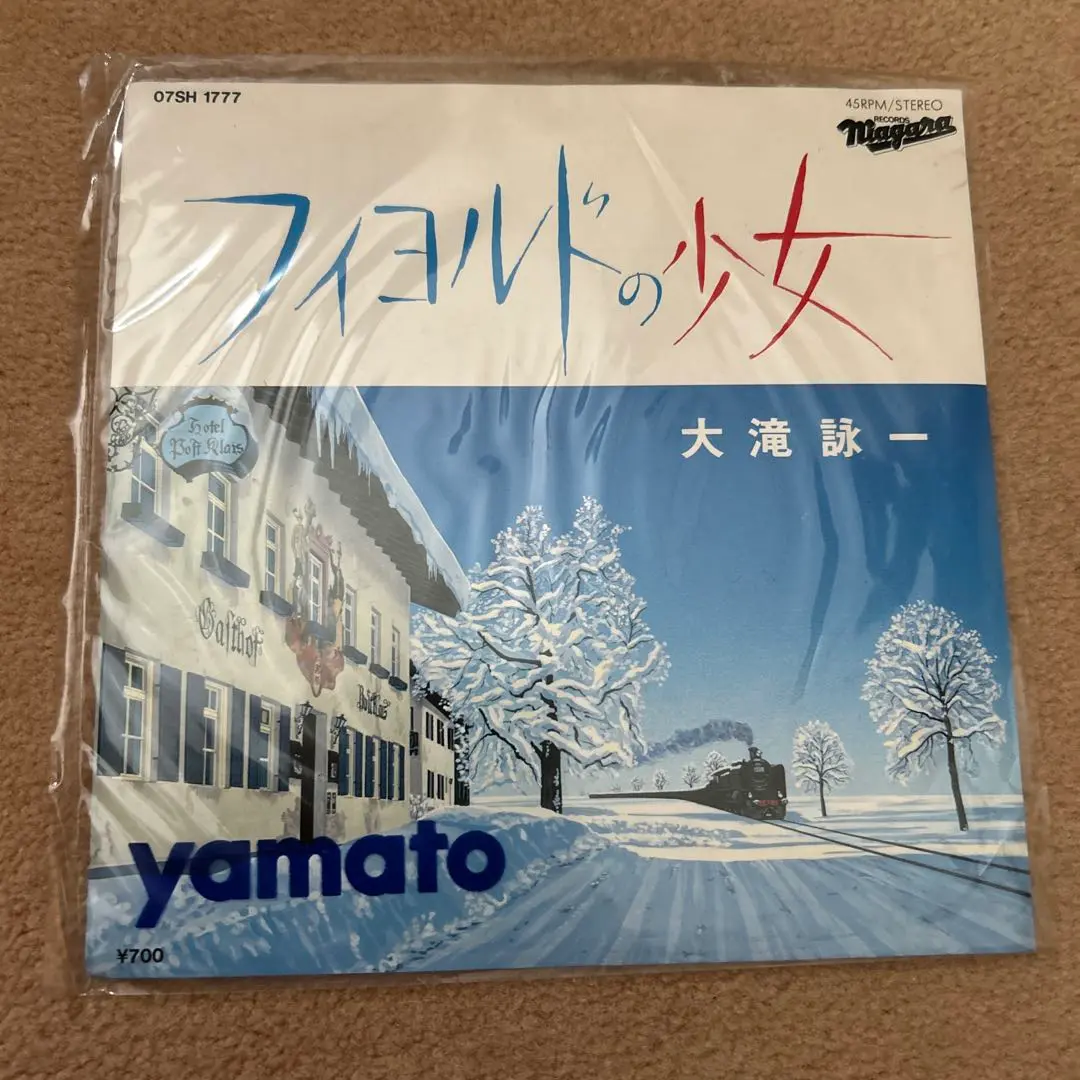 07SH 1777
45RPM/STEREO
RECORDS
Niagara
フィヨルドの少女
大滝詠一
Hotel
Post-Klais
Gasthof
yamato
¥700